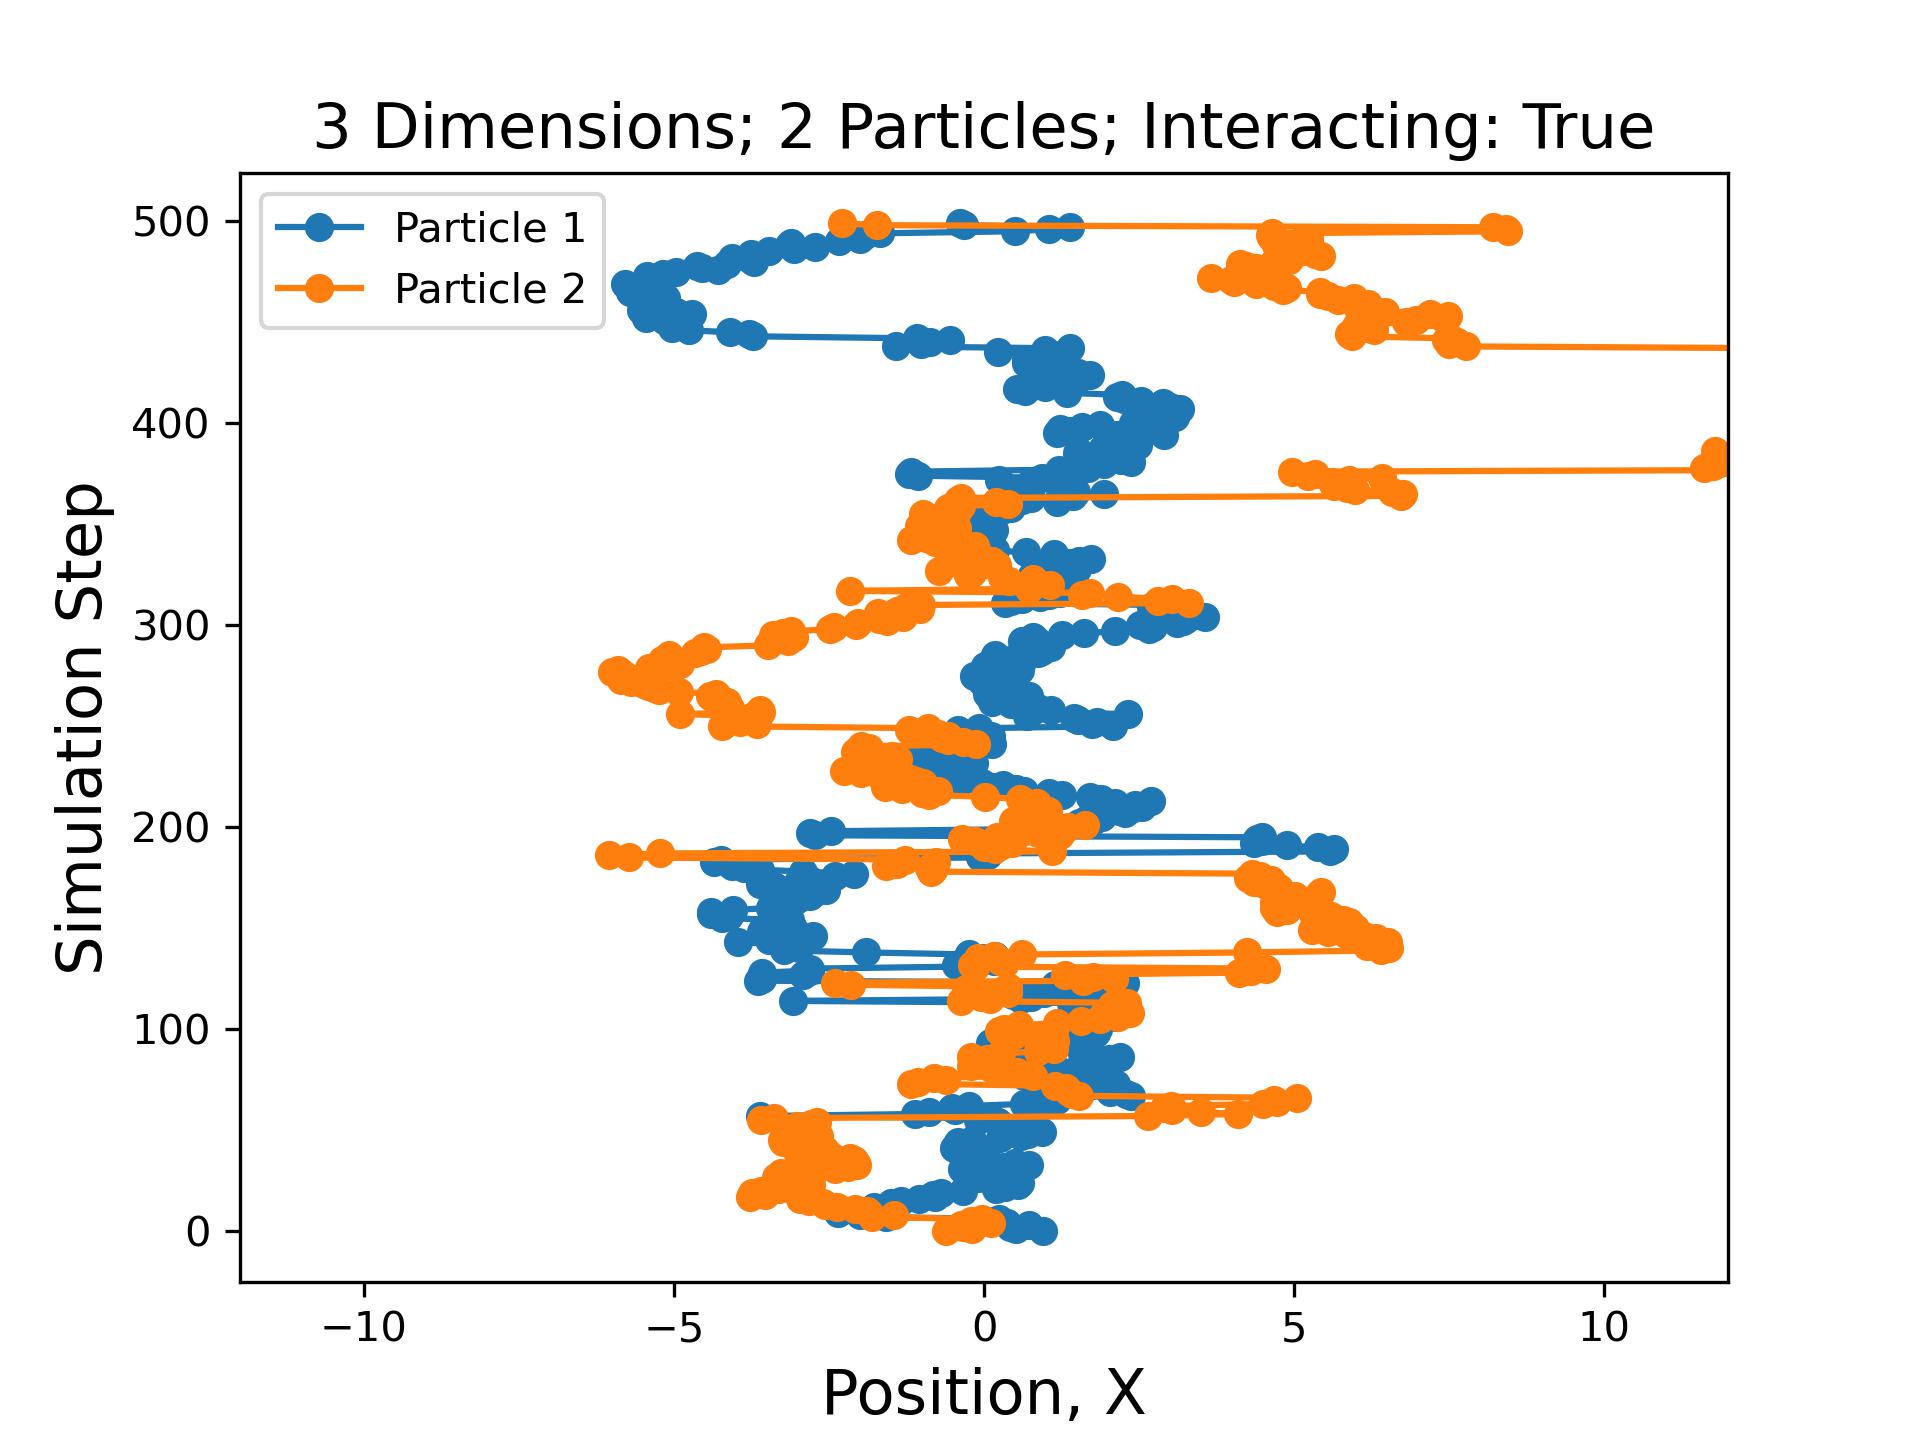 3 Dimensions; 2 Particles; Interacting: True
Particle 1
Particle 2
Simulation Step
500
400
300
200
100
0
−10
−5
0
5
10
Position, X